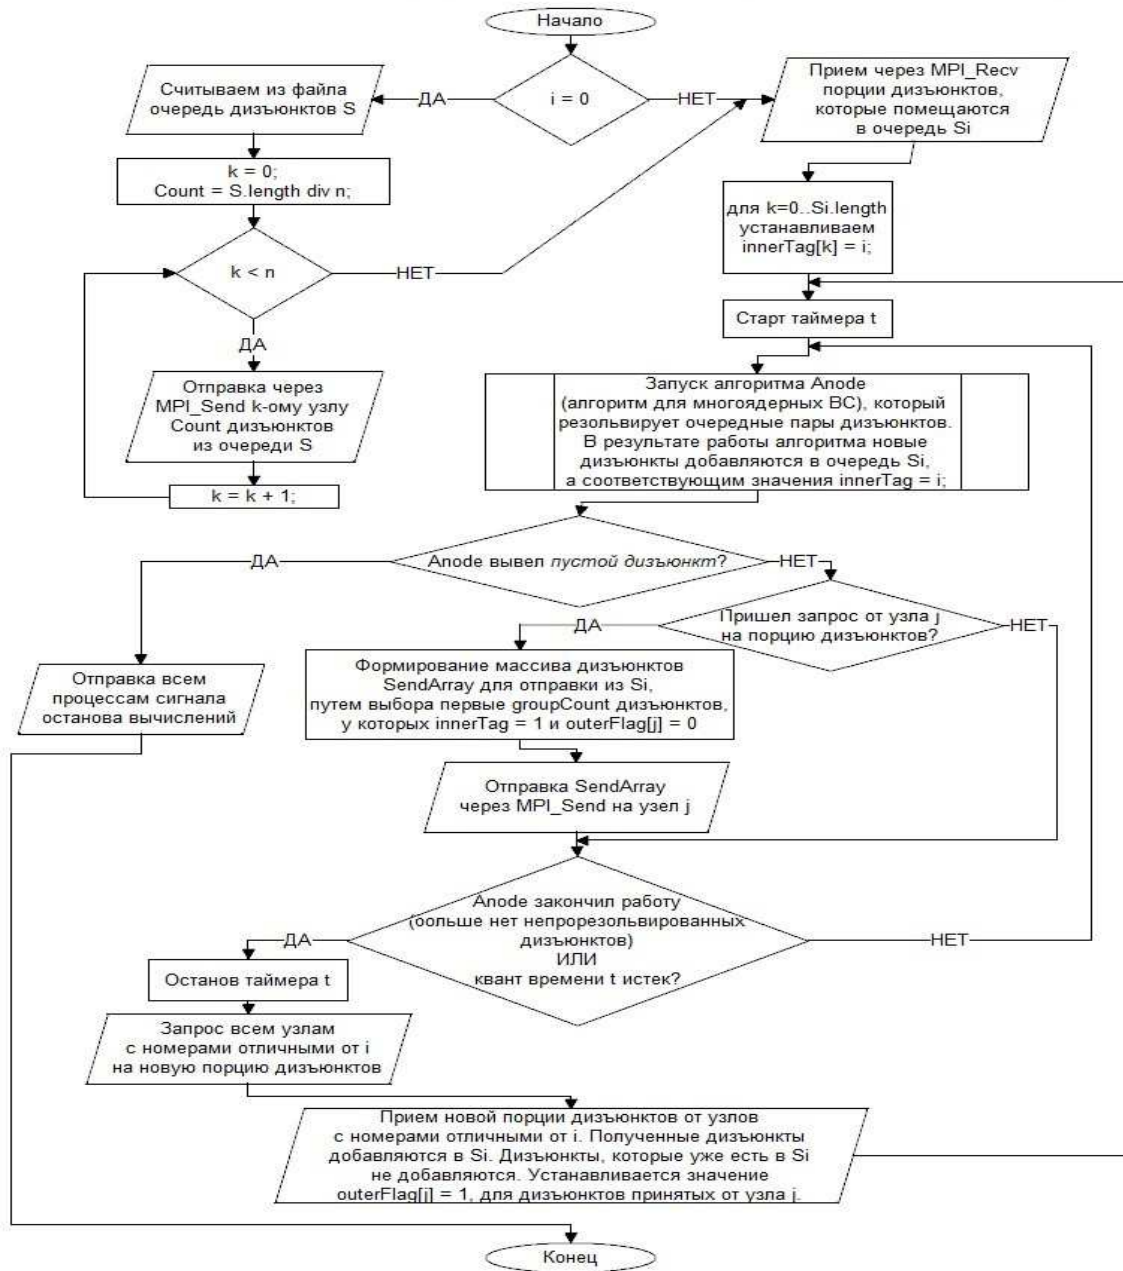 Начало
Считываем из файла
очередь дизъюнктов S
ДА
i = 0
НЕТ
Прием через MPI_Recv
порции дизъюнктов,
которые помещаются
в очередь Si
k = 0;
Count = S.length div n;
для k=0..Si.length
устанавливаем
innerTag[k] = i;
k < n
НЕТ
Старт таймера t
ДА
Отправка через
MPI_Send k-ому узлу
Count дизъюнктов
из очереди S
k = k + 1;
Запуск алгоритма Anode
(алгоритм для многоядерных ВС), который
резольвирует очередные пары дизъюнктов.
В результате работы алгоритма новые
дизъюнкты добавляются в очередь Si,
а соответствующим значения innerTag = i;
ДА
Anode вывел пустой дизъюнкт?
НЕТ
Пришел запрос от узла j
на порцию дизъюнктов?
ДА
НЕТ
Отправка всем
процессам сигнала
останова вычислений
Формирование массива дизъюнктов
SendArray для отправки из Si,
путем выбора первые groupCount дизъюнктов,
у которых innerTag = 1 и outerFlag[j] = 0
Отправка SendArray
через MPI_Send на узел j
Anode закончил работу
(больше нет непрорезольвированных
дизъюнктов)
ИЛИ
квант времени t истек?
ДА
НЕТ
Останов таймера t
Запрос всем узлам
с номерами отличными от i
на новую порцию дизъюнктов
Прием новой порции дизъюнктов от узлов
с номерами отличными от i. Полученные дизъюнкты
добавляются в Si. Дизъюнкты, которые уже есть в Si
не добавляются. Устанавливается значение
outerFlag[j] = 1, для дизъюнктов принятых от узла j.
Конец